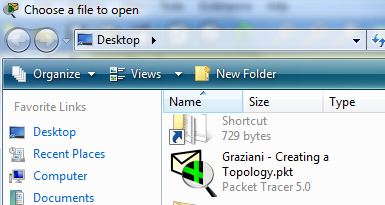 Choose a file to open
Desktop
Organize Views New Folder
Favorite Links
Name Size Type
Desktop
Recent Places
Computer
Documents
Shortcut
729 bytes
Graziani - Creating a
Topology.pkt
Packet Tracer 5.0